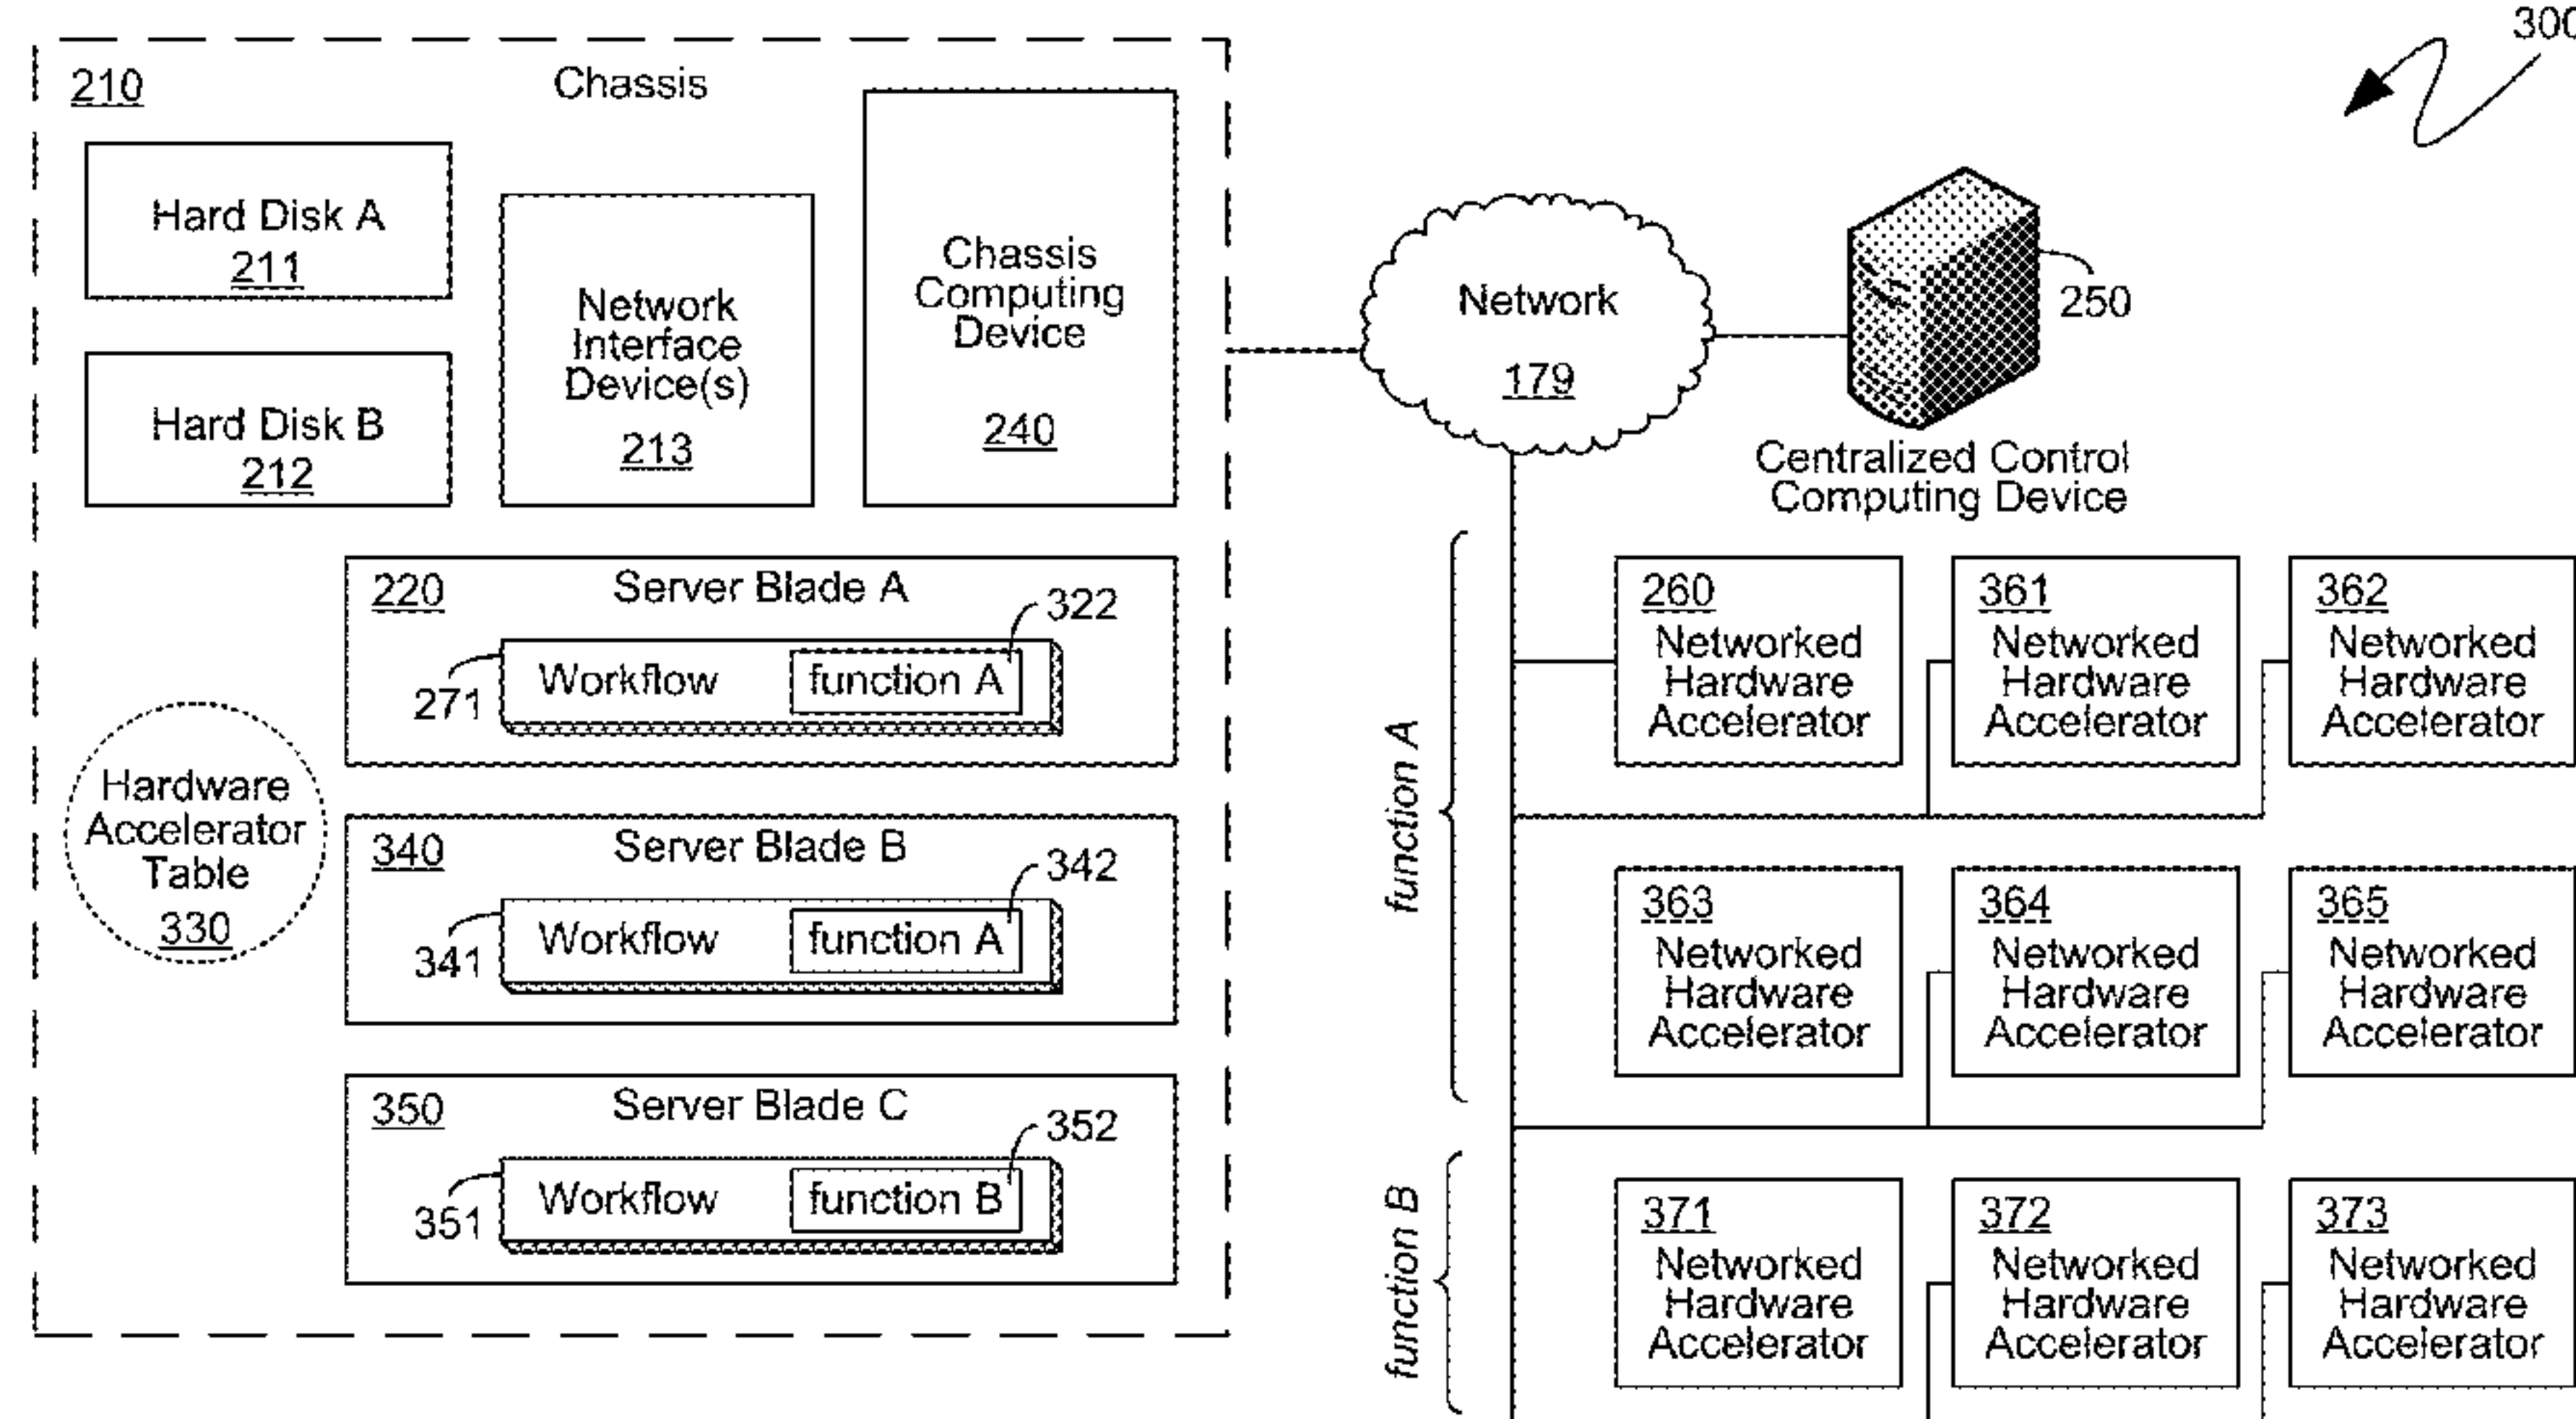 300
210
Chassis
Hard Disk A
211
Hard Disk B
212
Network
Interface
Device(s)
213
Chassis
Computing
Device
240
220
Server Blade A
322
271
Workflow
function A
Hardware
Accelerator
Table
330
340
Server Blade B
342
341
Workflow
function A
350
Server Blade C
352
351
Workflow
function B
Network
179
250
Centralized Control
Computing Device
function A
260
Networked
Hardware
Accelerator
361
Networked
Hardware
Accelerator
362
Networked
Hardware
Accelerator
363
Networked
Hardware
Accelerator
364
Networked
Hardware
Accelerator
365
Networked
Hardware
Accelerator
function B
371
Networked
Hardware
Accelerator
372
Networked
Hardware
Accelerator
373
Networked
Hardware
Accelerator